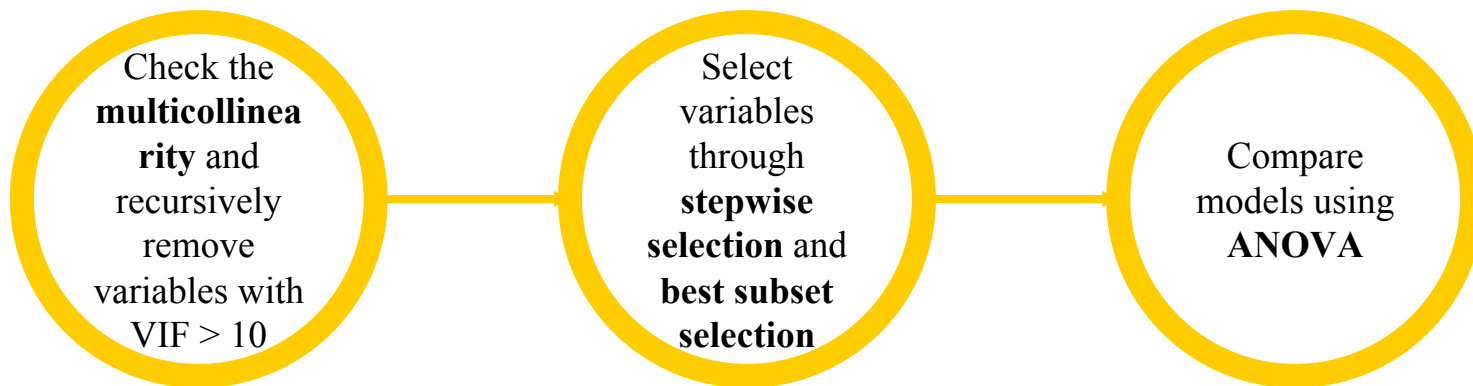 Check the
multicollinea
rity and
recursively
remove
variables with
VIF > 10
Select
variables
through
stepwise
selection and
best subset
selection
Compare
models using
ANOVA